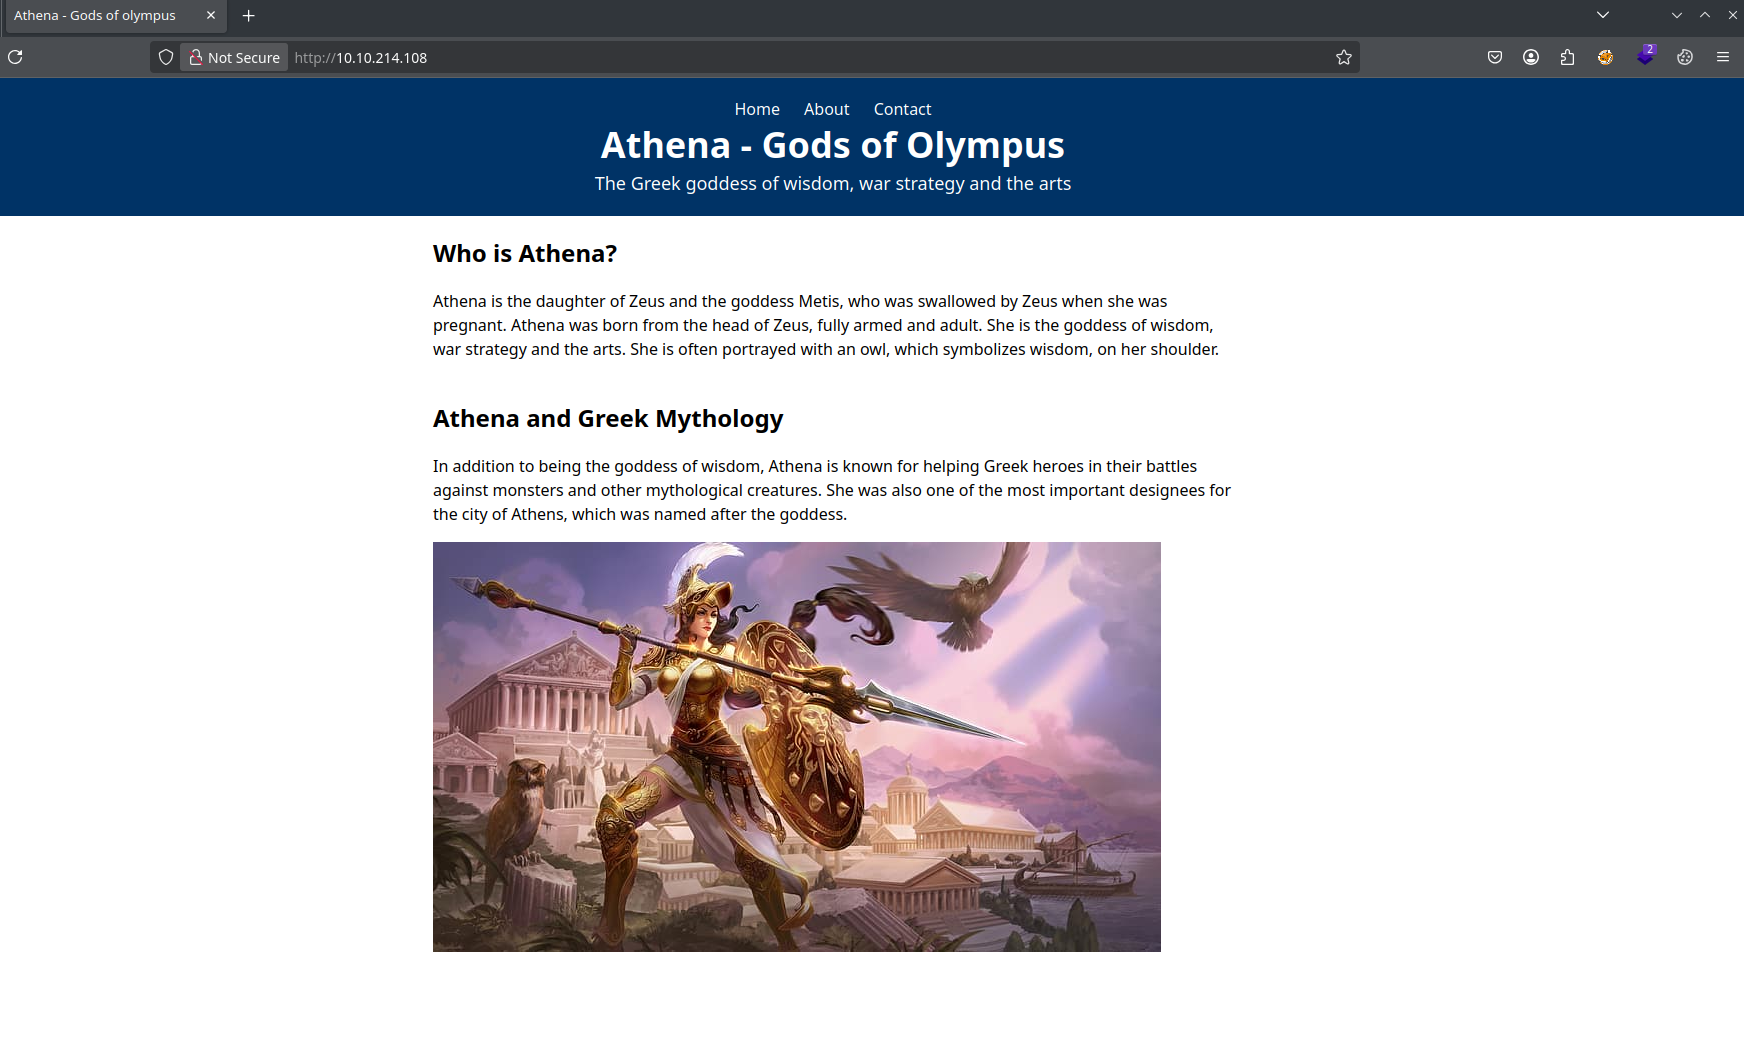 Athena - Gods of olympus
Not Secure http://10.10.214.108
2
Home About Contact
Athena - Gods of Olympus
The Greek goddess of wisdom, war strategy and the arts
Who is Athena?
Athena is the daughter of Zeus and the goddess Metis, who was swallowed by Zeus when she was
pregnant. Athena was born from the head of Zeus, fully armed and adult. She is the goddess of wisdom,
war strategy and the arts. She is often portrayed with an owl, which symbolizes wisdom, on her shoulder.
Athena and Greek Mythology
In addition to being the goddess of wisdom, Athena is known for helping Greek heroes in their battles
against monsters and other mythological creatures. She was also one of the most important designees for
the city of Athens, which was named after the goddess.